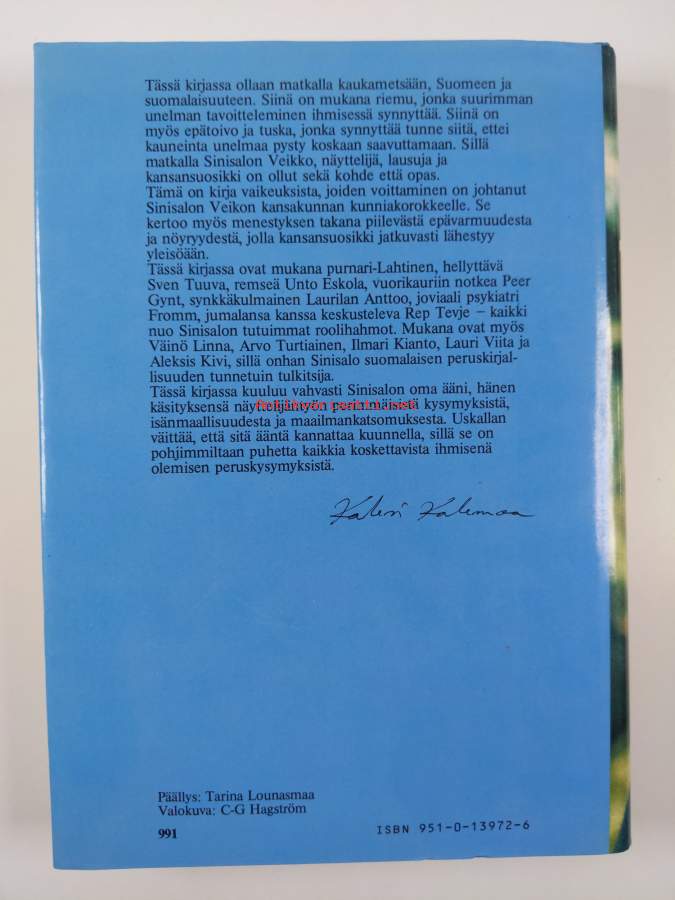 Tässä kirjassa ollaan matkalla kaukametsään, Suomeen ja
suomalaisuuteen. Siinä on mukana riemu, jonka suurimman
unelman tavoitteleminen ihmisessä synnyttää. Siinä on
myös epätoivo ja tuska, jonka synnyttää tunne siitä, ettei
kauneinta unelmaa pysty koskaan saavuttamaan. Sillä
matkalla Sinisalon Veikko, näyttelijä, lausuja ja
kansansuosikki on ollut sekä kohde että opas.
Tämä on kirja vaikeuksista, joiden voittaminen on johtanut
Sinisalon Veikon kansakunnan kunniakorokkeelle. Se
kertoo myös menestyksen takana piilevästä epävarmuudesta
ja nöyryydestä, jolla kansansuosikki jatkuvasti lähestyy
yleisöään.
Tässä kirjassa ovat mukana purnari-Lahtinen, hellyttävä
Sven Tuuva, remseä Unto Eskola, vuorikauriin notkea Peer
Gynt, synkkäkulmainen Laurilan Anttoo, joviaali psykiatri
Fromm, jumalansa kanssa keskusteleva Rep Tevje – kaikki
nuo Sinisalon tutuimmat roolihahmot. Mukana ovat myös
Väinö Linna, Arvo Turtiainen, Ilmari Kianto, Lauri Viita ja
Aleksis Kivi, sillä onhan Sinisalo suomalaisen peruskirjal-
lisuuden tunnetuin tulkitsija.
Tässä kirjassa kuuluu vahvasti Sinisalon oma ääni, hänen
käsityksensä näyttelijäntyön perimmäisistä kysymyksistä,
isänmaallisuudesta ja maailmankatsomuksesta. Uskallan
väittää, että sitä ääntä kannattaa kuunnella, sillä se on
pohjimmiltaan puhetta kaikkia koskettavista ihmisenä
olemisen peruskysymyksistä.
Kalevi Kalemaa
Päällys: Tarina Lounasmaa
Valokuva: C-G Hagström
991
ISBN 951-0-13972-6